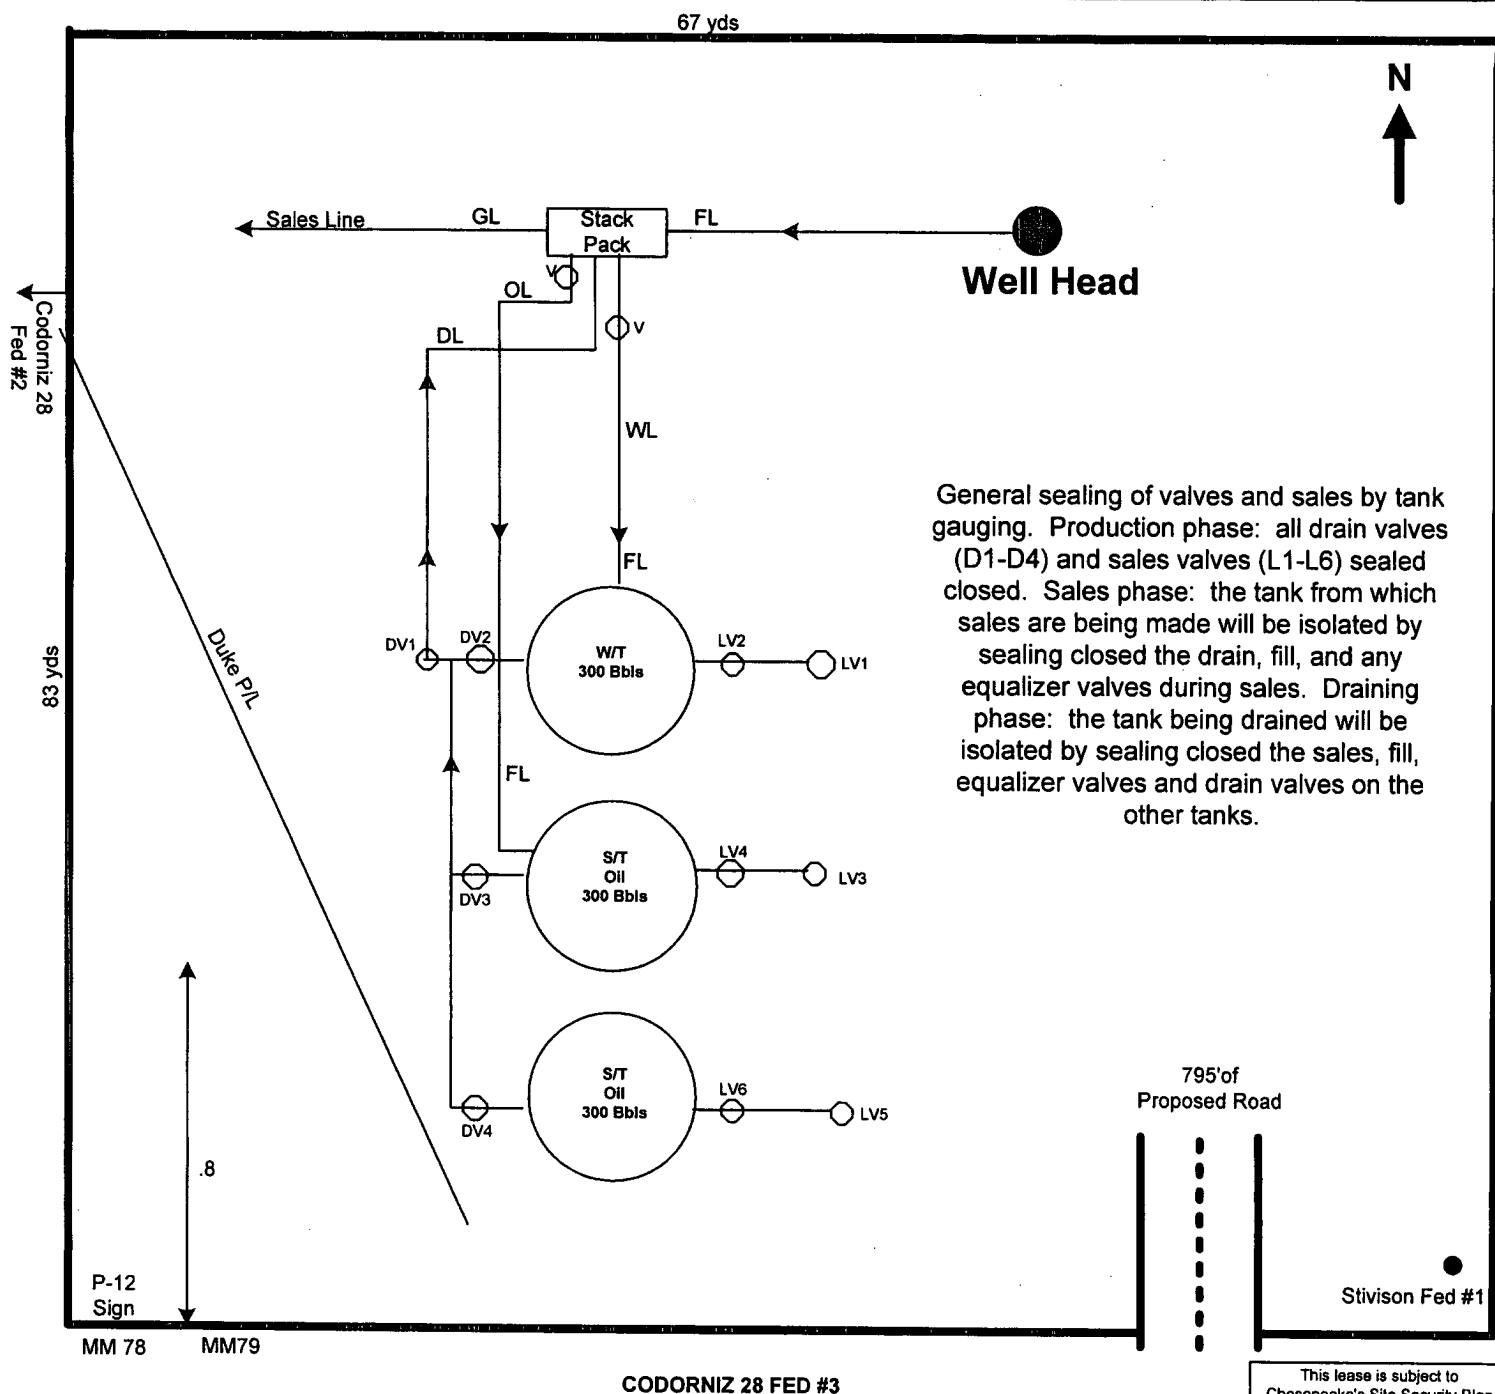 67 yds
N
Sales Line
GL
Stack
Pack
FL
Well Head
V
OL
V
DL
Codorniz 28
Fed #2
WL
General sealing of valves and sales by tank
gauging. Production phase: all drain valves
(D1-D4) and sales valves (L1-L6) sealed
closed. Sales phase: the tank from which
sales are being made will be isolated by
sealing closed the drain, fill, and any
equalizer valves during sales. Draining
phase: the tank being drained will be
isolated by sealing closed the sales, fill,
equalizer valves and drain valves on the
other tanks.
FL
DV1
DV2
W/T
300 Bbls
LV2
LV1
83 yds
Duke P/L
FL
S/T
Oil
300 Bbls
LV4
LV3
DV3
S/T
Oil
300 Bbls
LV6
LV5
DV4
795'of
Proposed Road
.8
P-12
Sign
Stivison Fed #1
MM 78
MM79
CODORNIZ 28 FED #3
This lease is subject to
Chesapeake's Site Security Plan